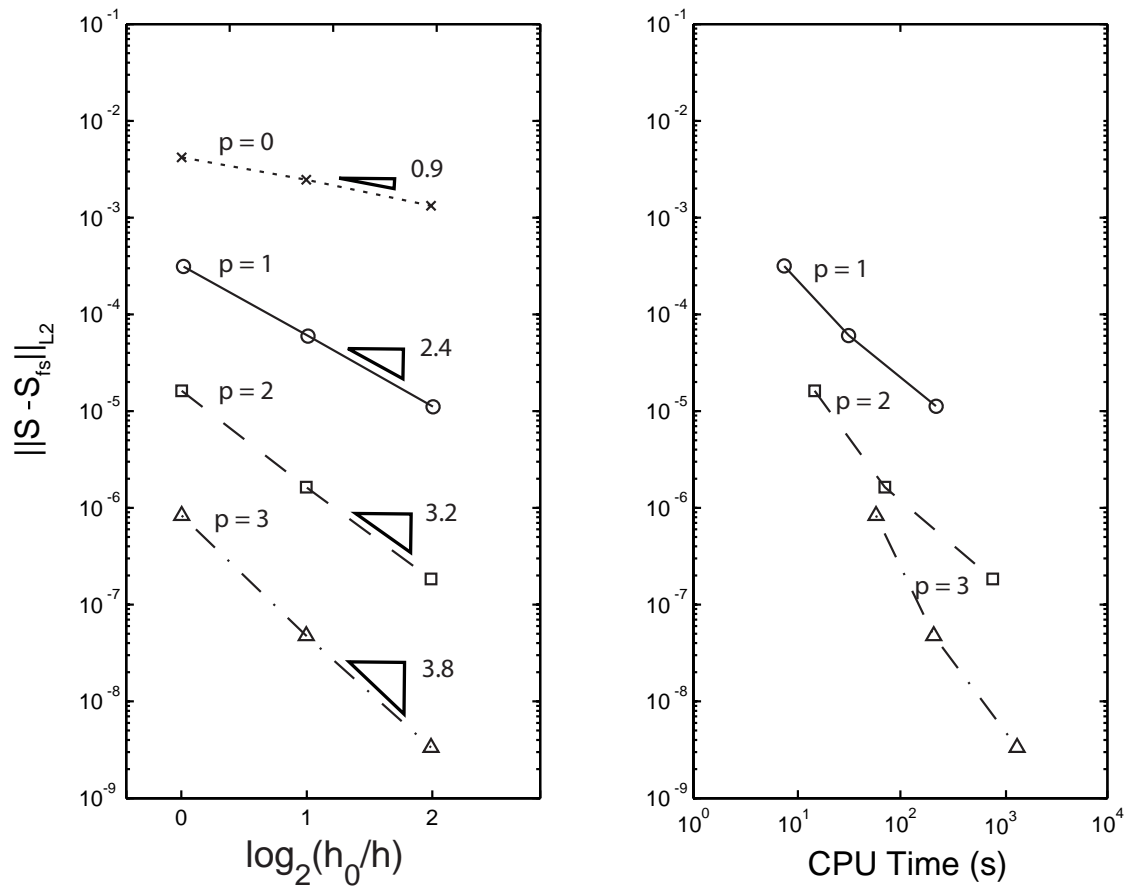 ||S - S_fs||_L2
10^-1
10^-2
10^-3
10^-4
10^-5
10^-6
10^-7
10^-8
10^-9
p = 0
0.9
p = 1
2.4
p = 2
3.2
p = 3
3.8
0 1 2
log_2(h_0/h)
10^-1
10^-2
10^-3
10^-4
10^-5
10^-6
10^-7
10^-8
10^-9
p = 1
p = 2
p = 3
10^0 10^1 10^2 10^3 10^4
CPU Time (s)